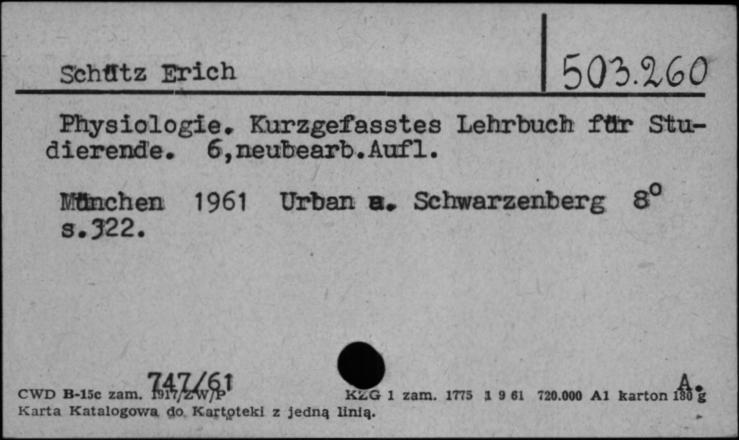 Schütz Erich
503.260
Physiologie. Kurzgefasstes Lehrbuch für Stu-
dierende. 6,neubearb.Aufl.
München 1961 Urban u. Schwarzenberg 8°
s.322.
747/61
A.
CWD B-15c zam. 1917/ZW/P KZG 1 zam. 1775 1 9 61 720.000 A1 karton 180 g
Karta Katalogowa do Kartoteki z jedną linią.